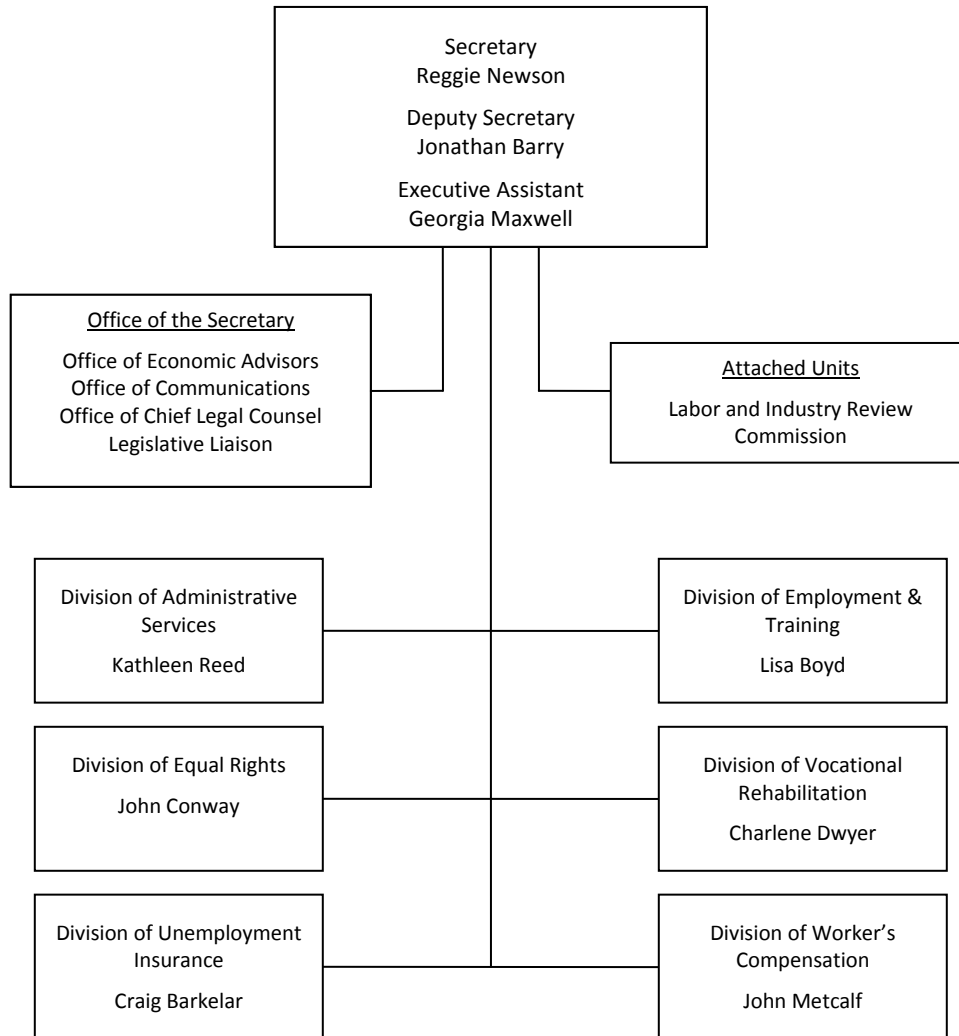 Secretary
Reggie Newson
Deputy Secretary
Jonathan Barry
Executive Assistant
Georgia Maxwell
Office of the Secretary
Office of Economic Advisors
Office of Communications
Office of Chief Legal Counsel
Legislative Liaison
Attached Units
Labor and Industry Review
Commission
Division of Administrative
Services
Kathleen Reed
Division of Employment &
Training
Lisa Boyd
Division of Equal Rights
John Conway
Division of Vocational
Rehabilitation
Charlene Dwyer
Division of Unemployment
Insurance
Craig Barkelar
Division of Worker’s
Compensation
John Metcalf